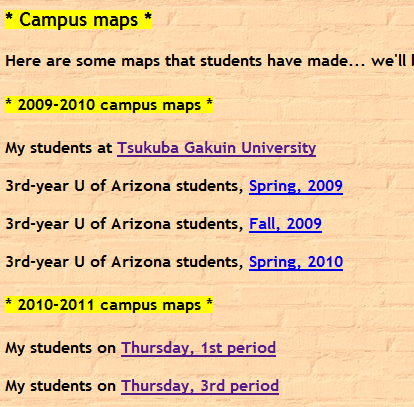 * Campus maps *
Here are some maps that students have made... we'll
* 2009-2010 campus maps *
My students at Tsukuba Gakuin University
3rd-year U of Arizona students, Spring, 2009
3rd-year U of Arizona students, Fall, 2009
3rd-year U of Arizona students, Spring, 2010
* 2010-2011 campus maps *
My students on Thursday, 1st period
My students on Thursday, 3rd period